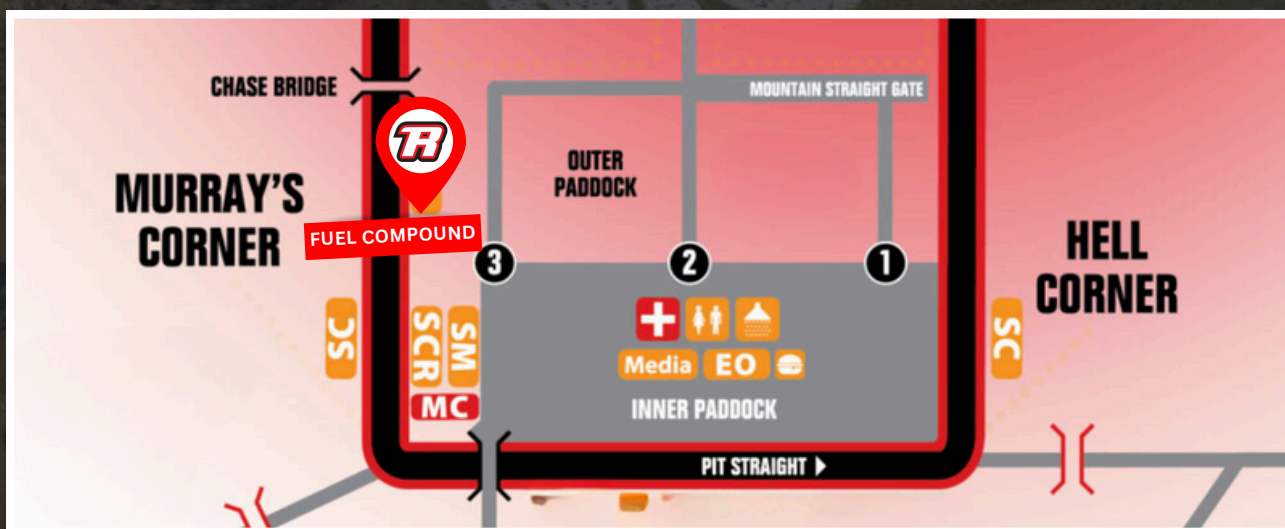 CHASE BRIDGE
MOUNTAIN STRAIGHT GATE
R
OUTER
PADDOCK
MURRAY'S
CORNER
FUEL COMPOUND
HELL
CORNER
3
2
1
SC
SCR
SM
MC
Media
EO
SC
INNER PADDOCK
PIT STRAIGHT